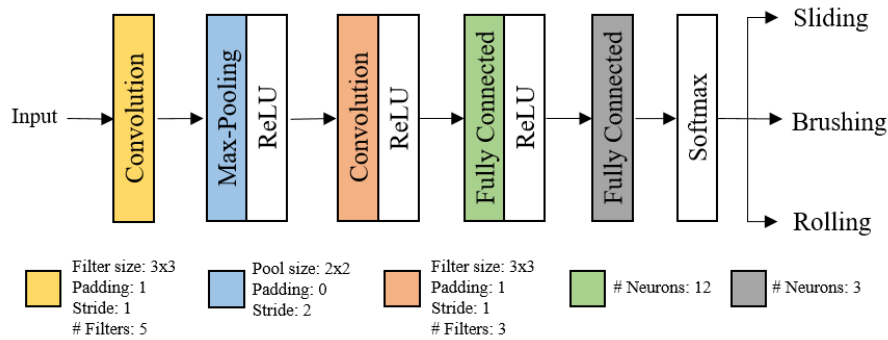 Input
Convolution
Max-Pooling
ReLU
Convolution
ReLU
Fully Connected
ReLU
Fully Connected
Softmax
Sliding
Brushing
Rolling
Filter size: 3x3
Padding: 1
Stride: 1
# Filters: 5
Pool size: 2x2
Padding: 0
Stride: 2
Filter size: 3x3
Padding: 1
Stride: 1
# Filters: 3
# Neurons: 12
# Neurons: 3